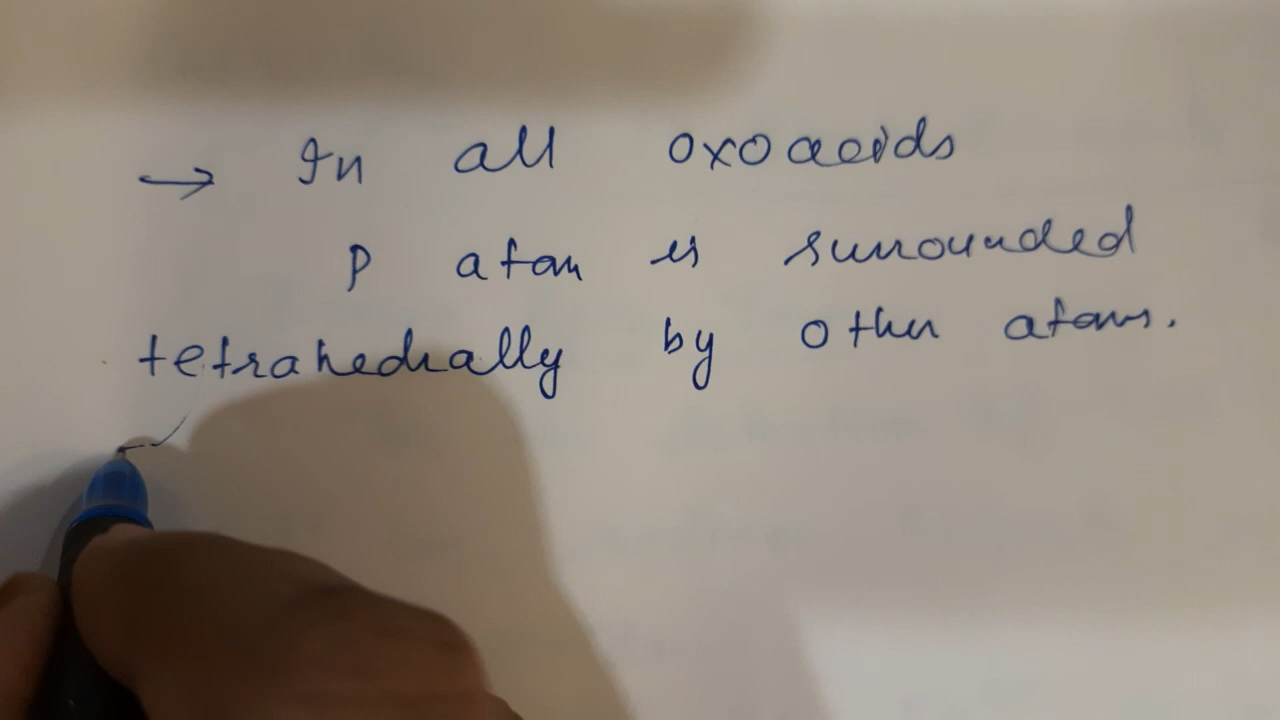 → In all oxoacids
P atom is surrounded
tetrahedrally by other atoms.